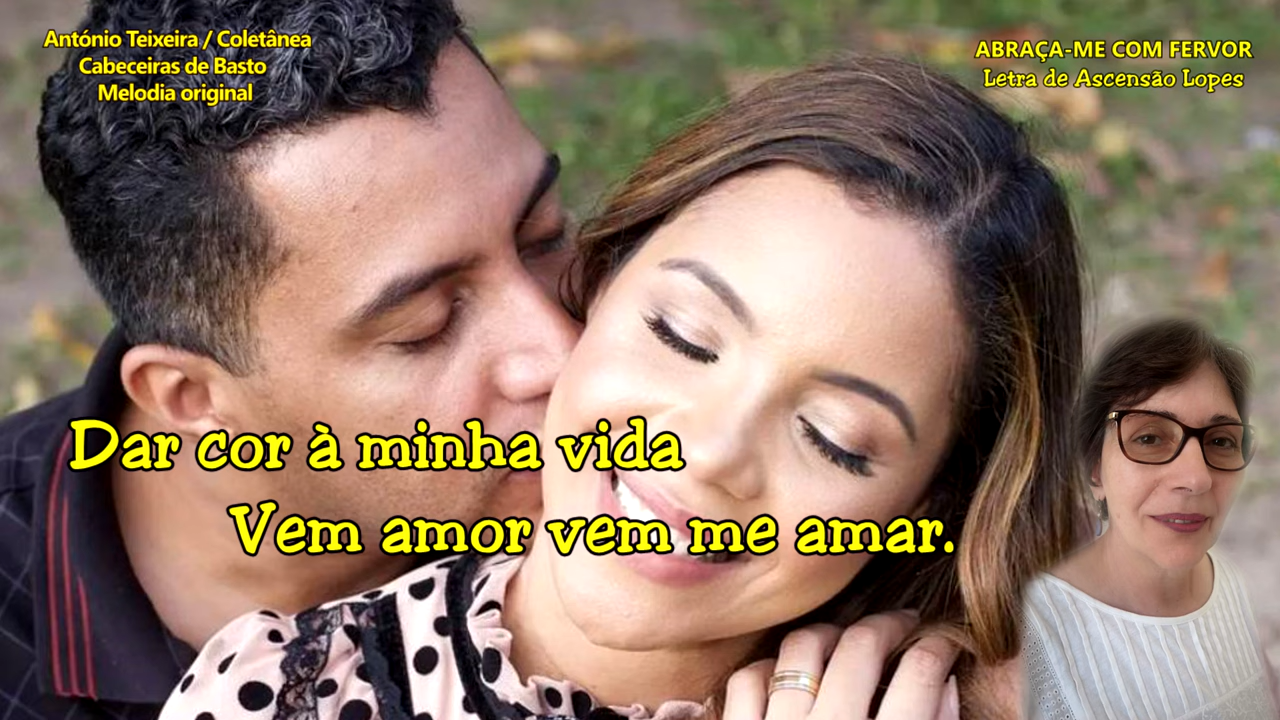 António Teixeira / Coletânea
Cabeceiras de Basto
Melodia original
ABRAÇA-ME COM FERVOR
Letra de Ascensão Lopes
Dar cor à minha vida
Vem amor vem me amar.